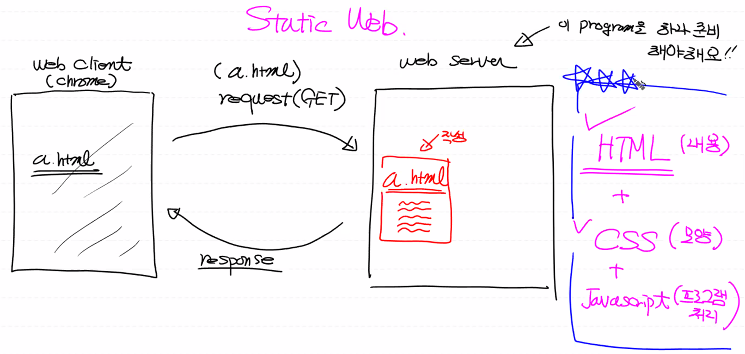 Static Web.
이 program을 하나 준비
해야해요!!
web client
(chrome)
(a.html)
request(GET)
web server
작성
a.html
a.html
response
HTML (내용)
+
CSS (모양)
+
Javascript (프로그램
처리)